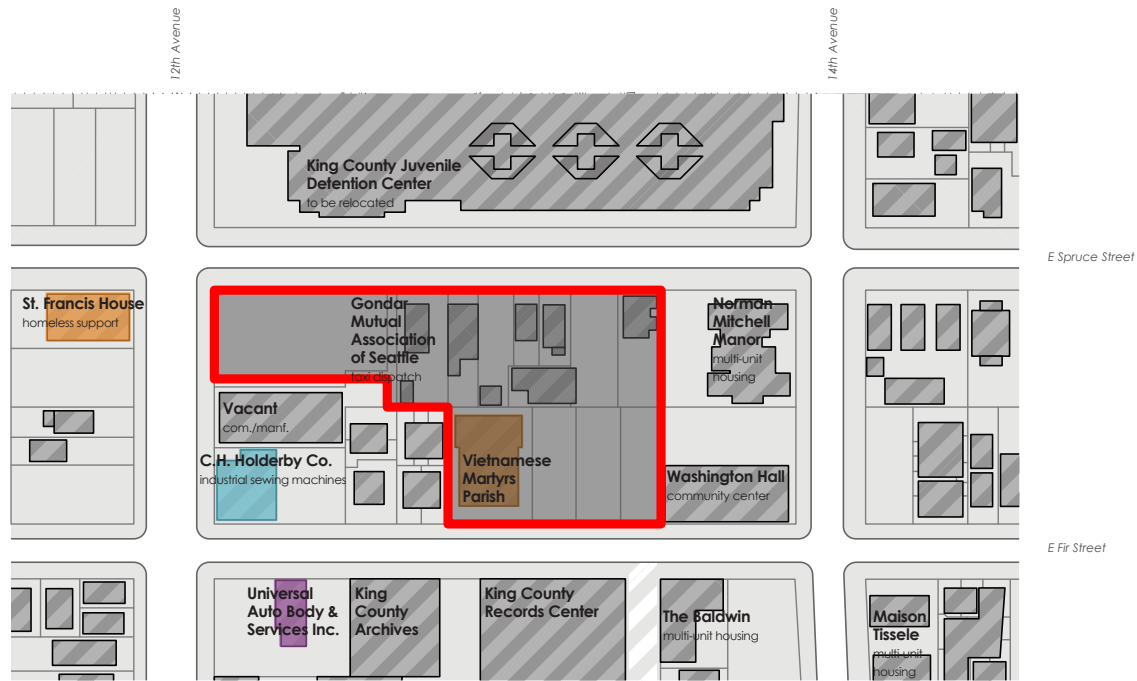 12th Avenue
14th Avenue
King County Juvenile
Detention Center
to be relocated
E Spruce Street
St. Francis House
homeless support
Gondar
Mutual
Association
of Seattle
taxi dispatch
Norman
Mitchell
Manor
multi-unit
housing
Vacant
com./manf.
C.H. Holderby Co.
industrial sewing machines
Vietnamese
Martyrs
Parish
Washington Hall
community center
E Fir Street
Universal
Auto Body &
Services Inc.
King
County
Archives
King County
Records Center
The Baldwin
multi-unit housing
Maison
Tissele
multi-unit
housing